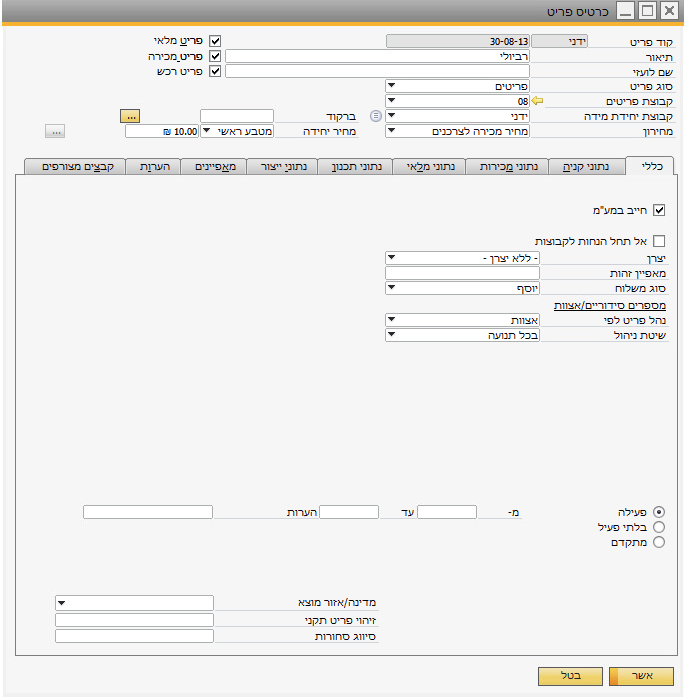 כרטיס פריט
קוד פריט ידני 30-08-13 פריט מלאי
תיאור רביולי פריט מכירה
שם לועזי פריט רכש
סוג פריט פריטים
קבוצת פריטים 08
קבוצת יחידת מידה ידני ברקוד ...
מחירון מחיר מכירה לצרכנים מחיר יחידה מטבע ראשי 10.00 ₪ ...
כללי נתוני קניה נתוני מכירות נתוני מלאי נתוני תכנון נתוני ייצור מאפיינים הערות קבצים מצורפים
חייב במע"מ
אל תחל הנחות לקבוצות
יצרן - ללא יצרן -
מאפיין זהות
סוג משלוח יוסף
מספרים סידוריים/אצוות
נהל פריט לפי אצוות
שיטת ניהול בכל תנועה
פעילה מ- עד הערות
בלתי פעיל
מתקדם
מדינה/אזור מוצא
זיהוי פריט תקני
סיווג סחורות
אשר בטל